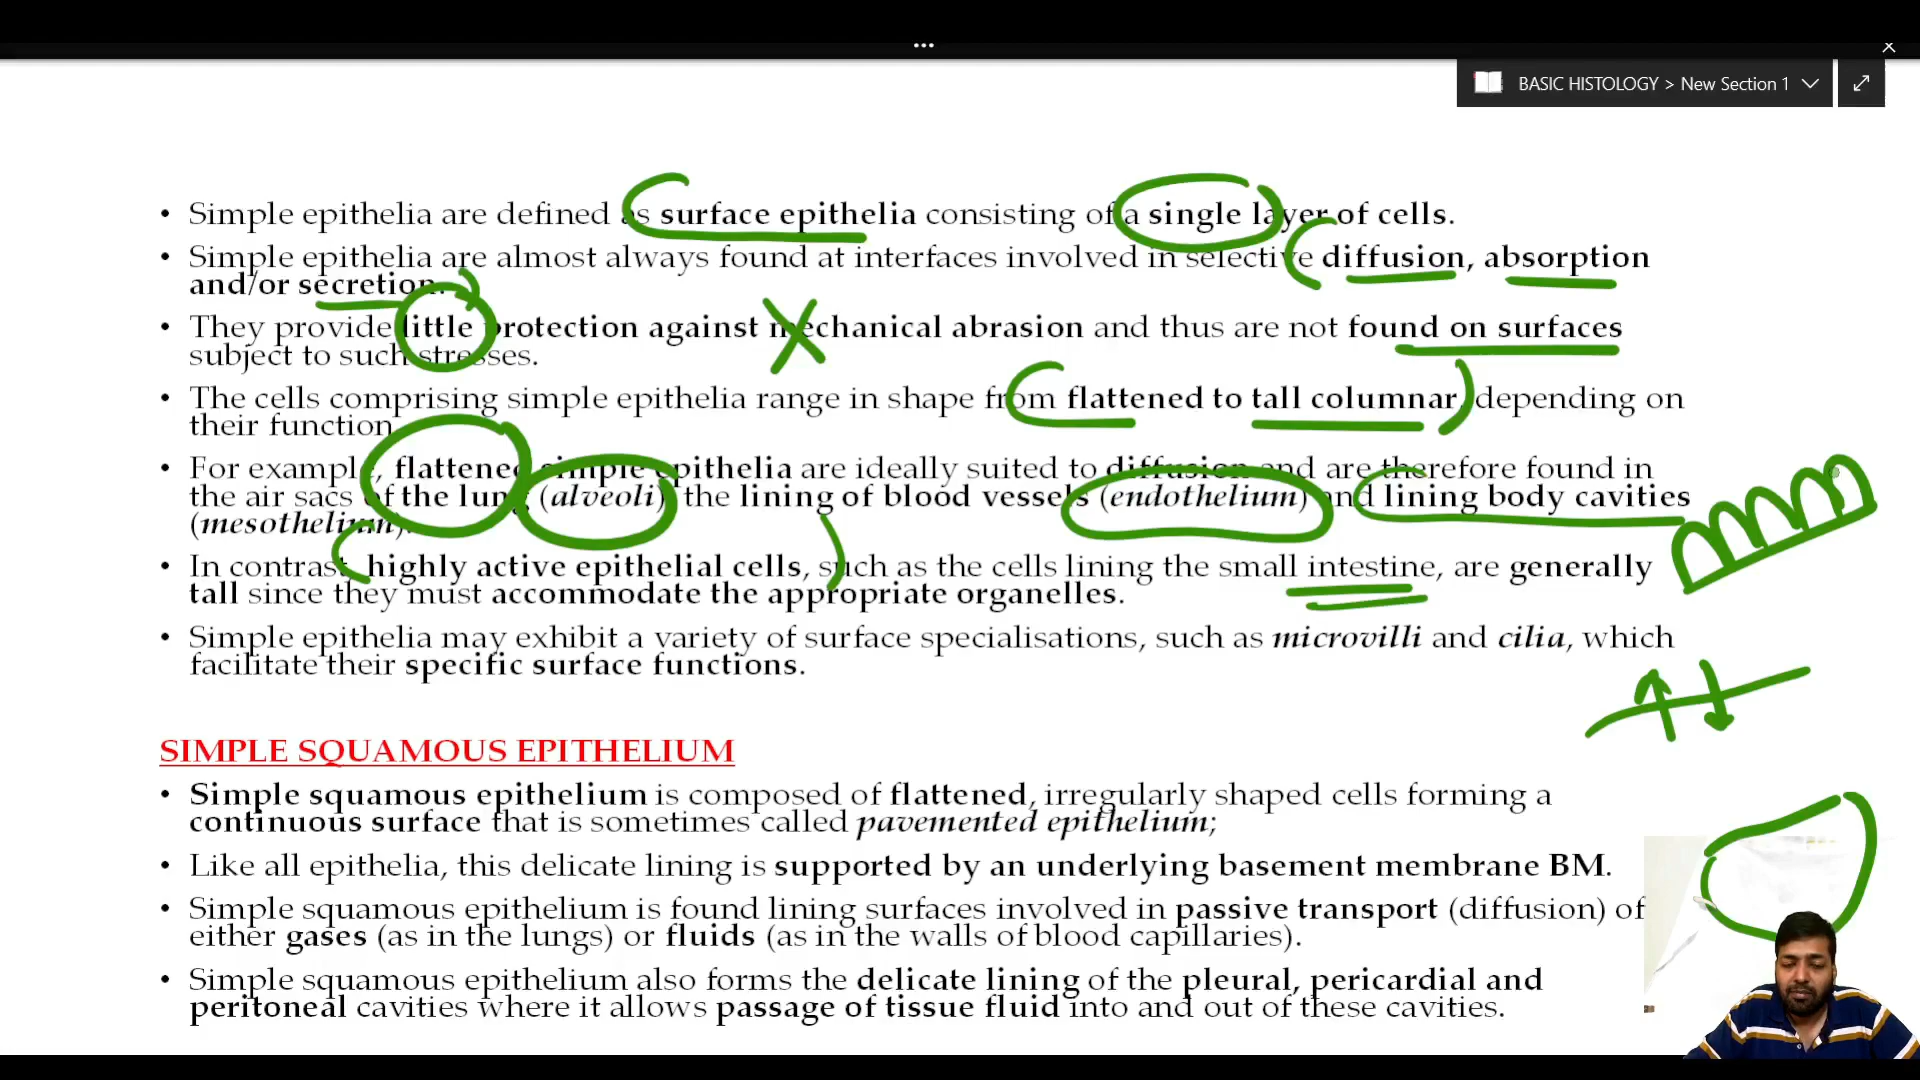 BASIC HISTOLOGY > New Section 1
• Simple epithelia are defined as surface epithelia consisting of a single layer of cells.
• Simple epithelia are almost always found at interfaces involved in selective diffusion, absorption
and/or secretion.
• They provide little protection against mechanical abrasion and thus are not found on surfaces
subject to such stresses.
• The cells comprising simple epithelia range in shape from flattened to tall columnar, depending on
their function.
• For example, flattened simple epithelia are ideally suited to diffusion and are therefore found in
the air sacs of the lung (alveoli), the lining of blood vessels (endothelium) and lining body cavities
(mesothelium).
• In contrast, highly active epithelial cells, such as the cells lining the small intestine, are generally
tall since they must accommodate the appropriate organelles.
• Simple epithelia may exhibit a variety of surface specialisations, such as microvilli and cilia, which
facilitate their specific surface functions.
SIMPLE SQUAMOUS EPITHELIUM
• Simple squamous epithelium is composed of flattened, irregularly shaped cells forming a
continuous surface that is sometimes called pavemented epithelium;
• Like all epithelia, this delicate lining is supported by an underlying basement membrane BM.
• Simple squamous epithelium is found lining surfaces involved in passive transport (diffusion) of
either gases (as in the lungs) or fluids (as in the walls of blood capillaries).
• Simple squamous epithelium also forms the delicate lining of the pleural, pericardial and
peritoneal cavities where it allows passage of tissue fluid into and out of these cavities.